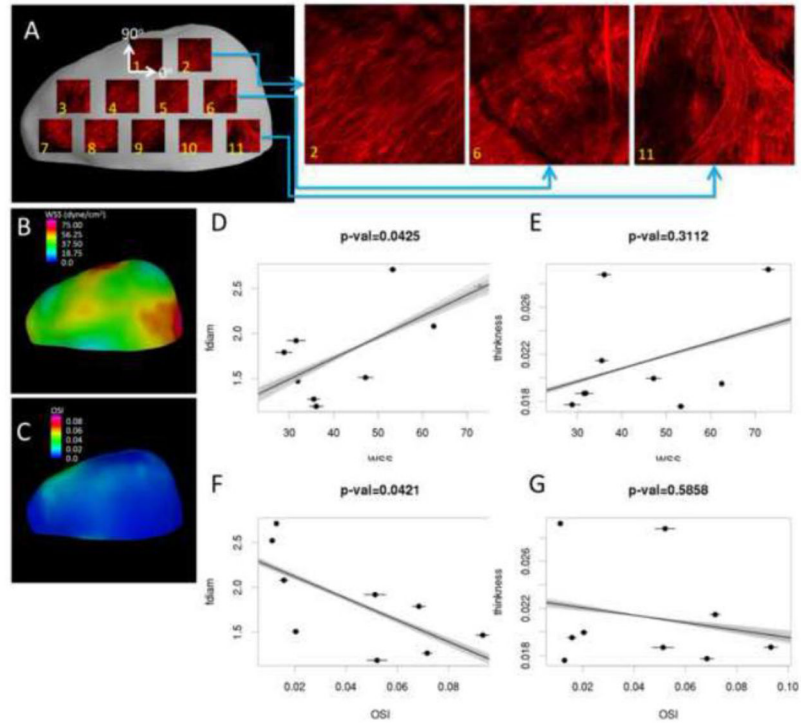 A
90°
0°
1
2
3
4
5
6
7
8
9
10
11
2
6
11
B
WSS (dyne/cm²)
75.00
56.25
37.50
18.75
0.0
C
OSI
0.08
0.06
0.04
0.02
0.0
D
p-val=0.0425
fdiam
2.5
2.0
1.5
30 40 50 60 70
WSS
E
p-val=0.3112
thinkness
0.026
0.022
0.018
30 40 50 60 70
WSS
F
p-val=0.0421
fdiam
2.5
2.0
1.5
0.02 0.04 0.06 0.08
OSI
G
p-val=0.5858
thinkness
0.026
0.022
0.018
0.02 0.04 0.06 0.08 0.10
OSI